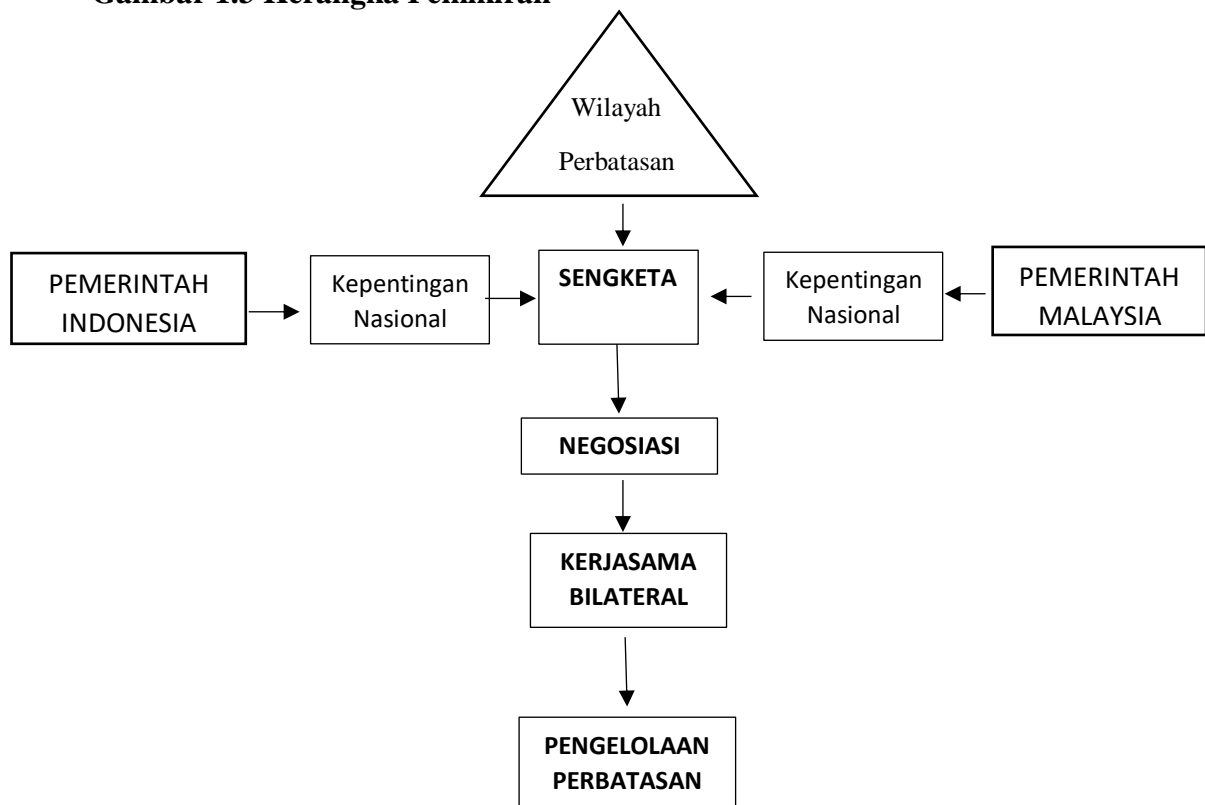 Gambar 1.3 Kerangka Pemikiran
Wilayah
Perbatasan
PEMERINTAH
INDONESIA
Kepentingan
Nasional
SENGKETA
Kepentingan
Nasional
PEMERINTAH
MALAYSIA
NEGOSIASI
KERJASAMA
BILATERAL
PENGELOLAAN
PERBATASAN